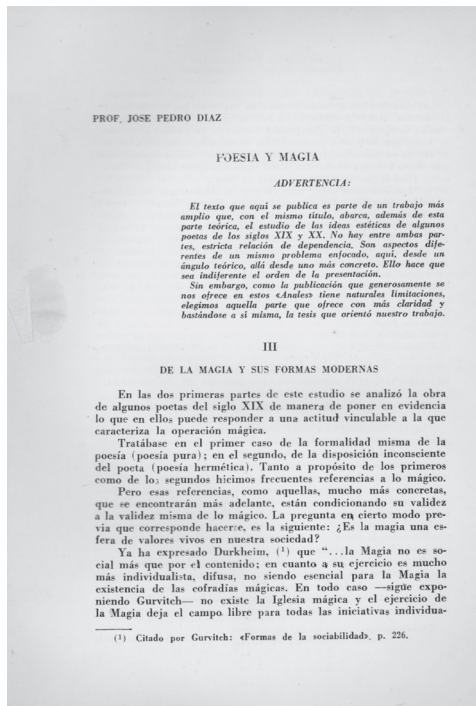 PROF. JOSE PEDRO DIAZ
POESIA Y MAGIA
ADVERTENCIA:
El texto que aquí se publica es parte de un trabajo más
amplio que, con el mismo título, abarca, además de esta
parte teórica, el estudio de las ideas estéticas de algunos
poetas de los siglos XIX y XX. No hay entre ambas par-
tes, estricta relación de dependencia. Son aspectos dife-
rentes de un mismo problema enfocado, aquí, desde un
ángulo teórico, allá desde uno más concreto. Ello hace que
sea indiferente el orden de la presentación.
Sin embargo, como la publicación que generosamente se
nos ofrece en estos «Anales» tiene naturales limitaciones,
elegimos aquella parte que ofrece con más claridad y
bastándose a sí misma, la tesis que orientó nuestro trabajo.
III
DE LA MAGIA Y SUS FORMAS MODERNAS
En las dos primeras partes de este estudio se analizó la obra
de algunos poetas del siglo XIX de manera de poner en evidencia
lo que en ellos puede responder a una actitud vinculable a la que
caracteriza la operación mágica.
Tratábase en el primer caso de la formalidad misma de la
poesía (poesía pura); en el segundo, de la disposición inconsciente
del poeta (poesía hermética). Tanto a propósito de los primeros
como de los segundos hicimos frecuentes referencias a lo mágico.
Pero esas referencias, como aquellas, mucho más concretas,
que se encontrarán más adelante, están condicionando su validez
a la validez misma de lo mágico. La pregunta en cierto modo pre-
via que corresponde hacerse, es la siguiente: ¿Es la magia una es-
fera de valores vivos en nuestra sociedad?
Ya ha expresado Durkheim, (¹) que “...la Magia no es so-
cial más que por el contenido; en cuanto a su ejercicio es mucho
más individualista, difusa, no siendo esencial para la Magia la
existencia de las cofradías mágicas. En todo caso —sigue expo-
niendo Gurvitch— no existe la Iglesia mágica y el ejercicio de
la Magia deja el campo libre para todas las iniciativas individua-
(¹) Citado por Gurvitch: «Formas de la sociabilidad». p. 226.